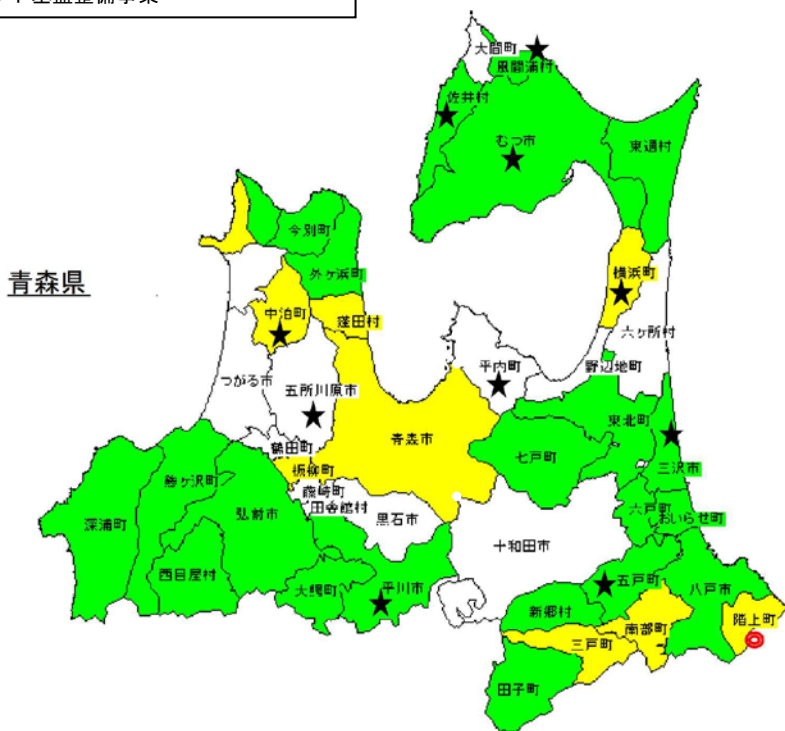 大間町
風間浦村
佐井村
むつ市
東通村
今別町
外ヶ浜町
青森県
横浜町
中泊町
蓬田村
六ヶ所村
平内町
野辺地町
つがる市
五所川原市
東北町
青森市
鶴田町
七戸町
三沢市
板柳町
鰺ヶ沢町
藤崎町
六戸町
田舎館村
おいらせ町
弘前市
黒石市
深浦町
十和田市
西目屋村
五戸町
八戸市
大鰐町
平川市
新郷村
階上町
南部町
三戸町
田子町